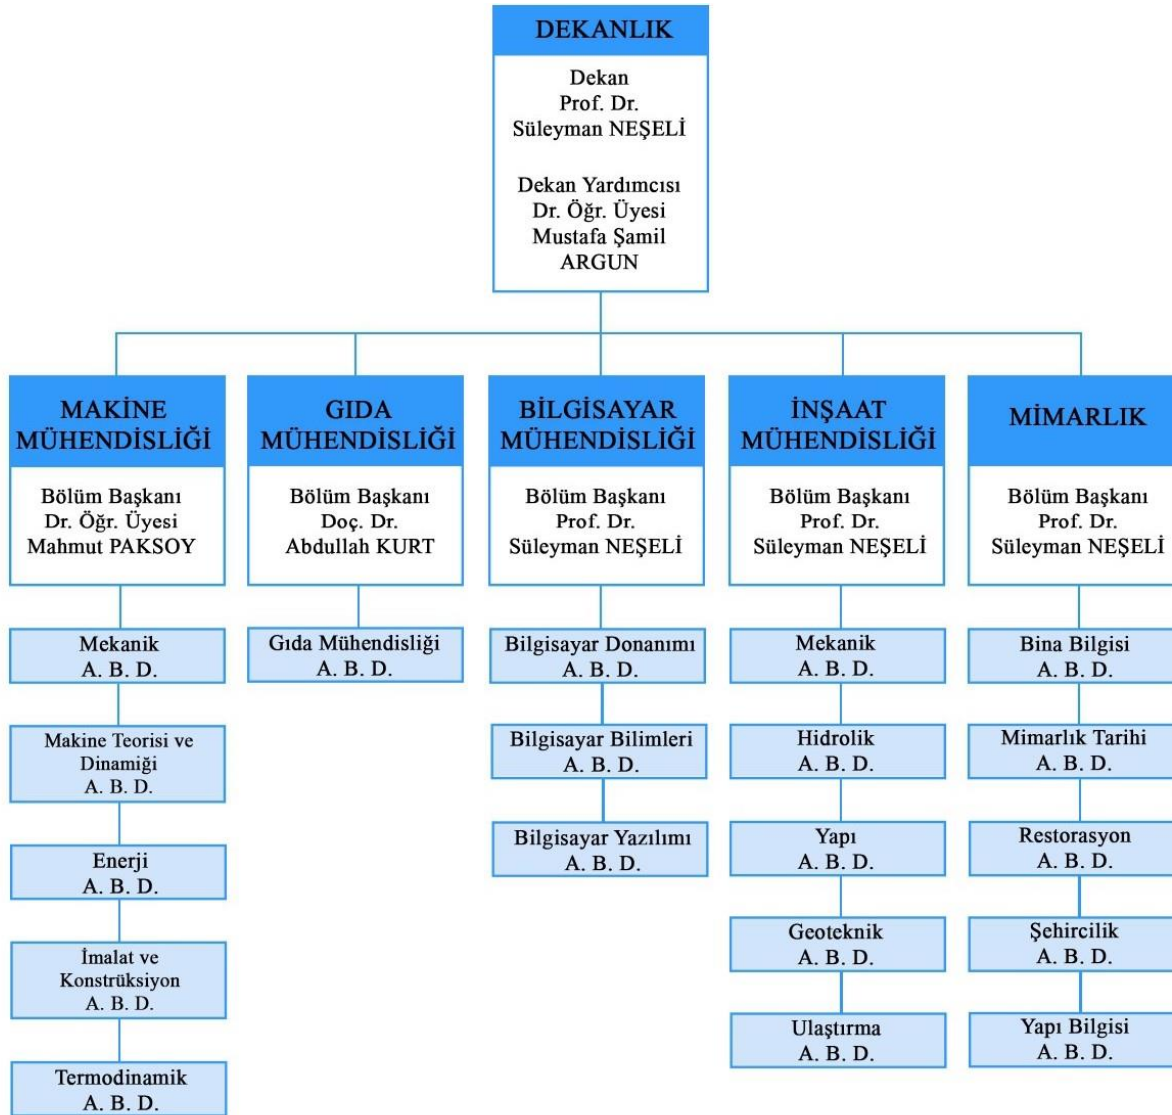 DEKANLIK
Dekan
Prof. Dr.
Süleyman NEŞELİ
Dekan Yardımcısı
Dr. Öğr. Üyesi
Mustafa Şamil
ARGUN
MAKİNE
MÜHENDİSLİĞİ
Bölüm Başkanı
Dr. Öğr. Üyesi
Mahmut PAKSOY
Mekanik
A. B. D.
Makine Teorisi ve
Dinamiği
A. B. D.
Enerji
A. B. D.
İmalat ve
Konstrüksiyon
A. B. D.
Termodinamik
A. B. D.
GIDA
MÜHENDİSLİĞİ
Bölüm Başkanı
Doç. Dr.
Abdullah KURT
Gıda Mühendisliği
A. B. D.
BİLGİSAYAR
MÜHENDİSLİĞİ
Bölüm Başkanı
Prof. Dr.
Süleyman NEŞELİ
Bilgisayar Donanımı
A. B. D.
Bilgisayar Bilimleri
A. B. D.
Bilgisayar Yazılımı
A. B. D.
İNŞAAT
MÜHENDİSLİĞİ
Bölüm Başkanı
Prof. Dr.
Süleyman NEŞELİ
Mekanik
A. B. D.
Hidrolik
A. B. D.
Yapı
A. B. D.
Geoteknik
A. B. D.
Ulaştırma
A. B. D.
MİMARLIK
Bölüm Başkanı
Prof. Dr.
Süleyman NEŞELİ
Bina Bilgisi
A. B. D.
Mimarlık Tarihi
A. B. D.
Restorasyon
A. B. D.
Şehircilik
A. B. D.
Yapı Bilgisi
A. B. D.